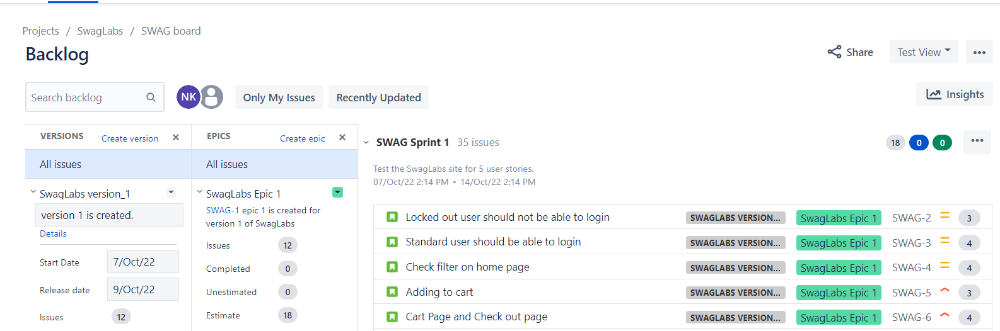 Projects / SwagLabs / SWAG board
Backlog
Share
Test View
Search backlog
NK
Only My Issues
Recently Updated
Insights
VERSIONS
Create version
All issues
SwagLabs version_1
version 1 is created.
Details
Start Date 7/Oct/22
Release date 9/Oct/22
Issues 12
EPICS
Create epic
All issues
SwagLabs Epic 1
SWAG-1 epic 1 is created for
version 1 of SwagLabs
Issues 12
Completed 0
Unestimated 0
Estimate 18
SWAG Sprint 1 35 issues 18 0 0
Test the SwagLabs site for 5 user stories.
07/Oct/22 2:14 PM • 14/Oct/22 2:14 PM
Locked out user should not be able to login SWAGLABS VERSION... SwagLabs Epic 1 SWAG-2 3
Standard user should be able to login SWAGLABS VERSION... SwagLabs Epic 1 SWAG-3 4
Check filter on home page SWAGLABS VERSION... SwagLabs Epic 1 SWAG-4 4
Adding to cart SWAGLABS VERSION... SwagLabs Epic 1 SWAG-5 3
Cart Page and Check out page SWAGLABS VERSION... SwagLabs Epic 1 SWAG-6 4